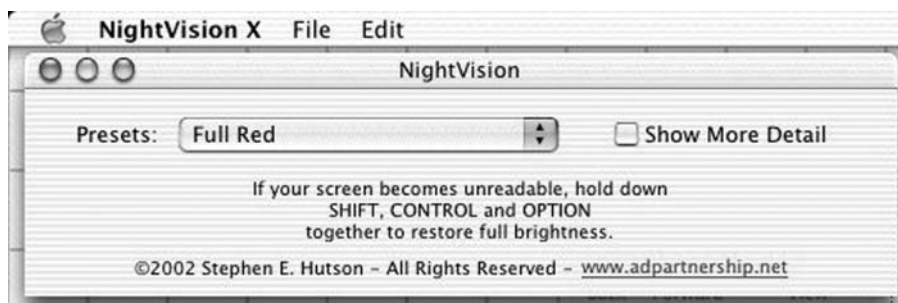 NightVision X File Edit
NightVision
Presets: Full Red Show More Detail
If your screen becomes unreadable, hold down
SHIFT, CONTROL and OPTION
together to restore full brightness.
©2002 Stephen E. Hutson – All Rights Reserved – www.adpartnership.net